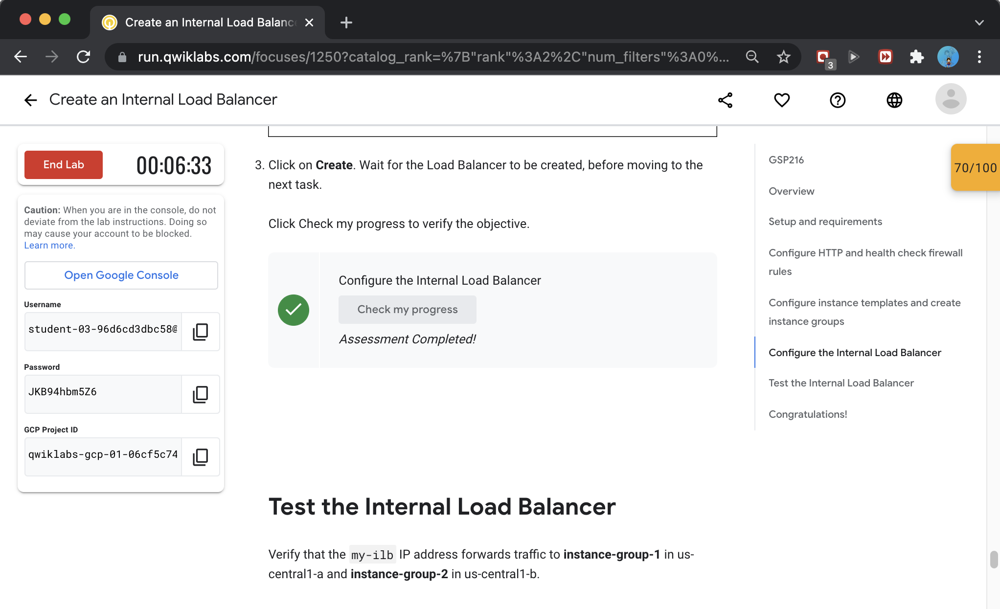 Create an Internal Load Balanc
run.qwiklabs.com/focuses/1250?catalog_rank=%7B"rank"%3A2%2C"num_filters"%3A0%...
3
Create an Internal Load Balancer
End Lab
00:06:33
Caution: When you are in the console, do not
deviate from the lab instructions. Doing so
may cause your account to be blocked.
Learn more.
Open Google Console
Username
student-03-96d6cd3dbc58@
Password
JKB94hbm5Z6
GCP Project ID
qwiklabs-gcp-01-06cf5c74
3. Click on Create. Wait for the Load Balancer to be created, before moving to the
next task.
Click Check my progress to verify the objective.
Configure the Internal Load Balancer
Check my progress
Assessment Completed!
Test the Internal Load Balancer
Verify that the my-ilb IP address forwards traffic to instance-group-1 in us-
central1-a and instance-group-2 in us-central1-b.
GSP216
Overview
Setup and requirements
Configure HTTP and health check firewall
rules
Configure instance templates and create
instance groups
Configure the Internal Load Balancer
Test the Internal Load Balancer
Congratulations!
70/100